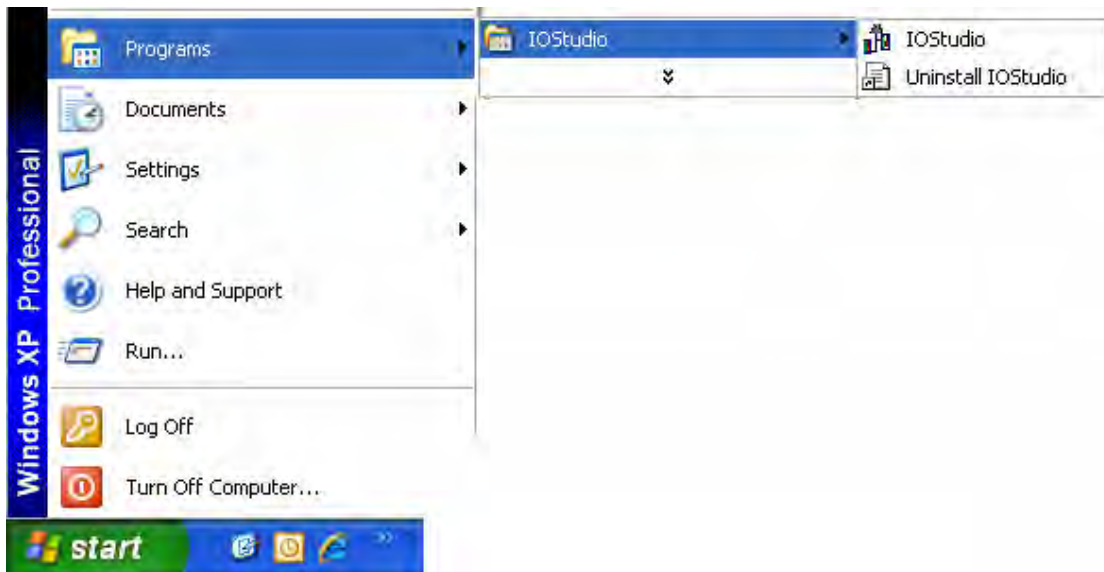 Windows XP Professional
Programs
Documents
Settings
Search
Help and Support
Run...
Log Off
Turn Off Computer...
IOStudio
IOStudio
Uninstall IOStudio
start